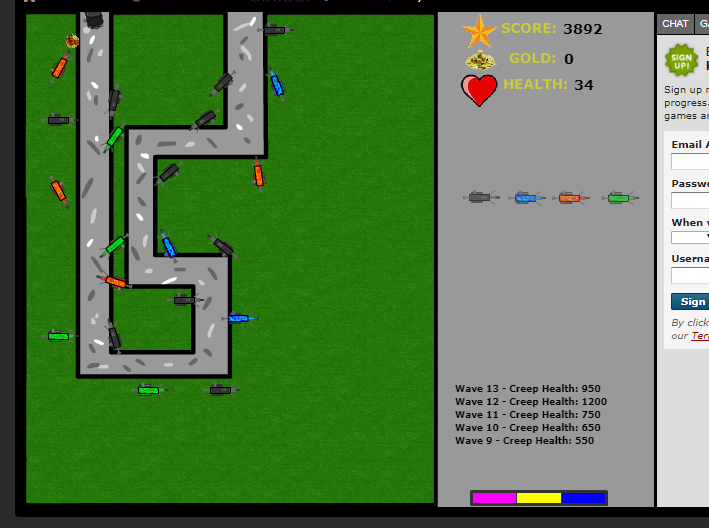 SCORE: 3892
GOLD: 0
HEALTH: 34
Wave 13 - Creep Health: 950
Wave 12 - Creep Health: 1200
Wave 11 - Creep Health: 750
Wave 10 - Creep Health: 650
Wave 9 - Creep Health: 550
CHAT
SIGN UP!
Sign up
progress.
games
Email
When
Sign
By click
our Ter